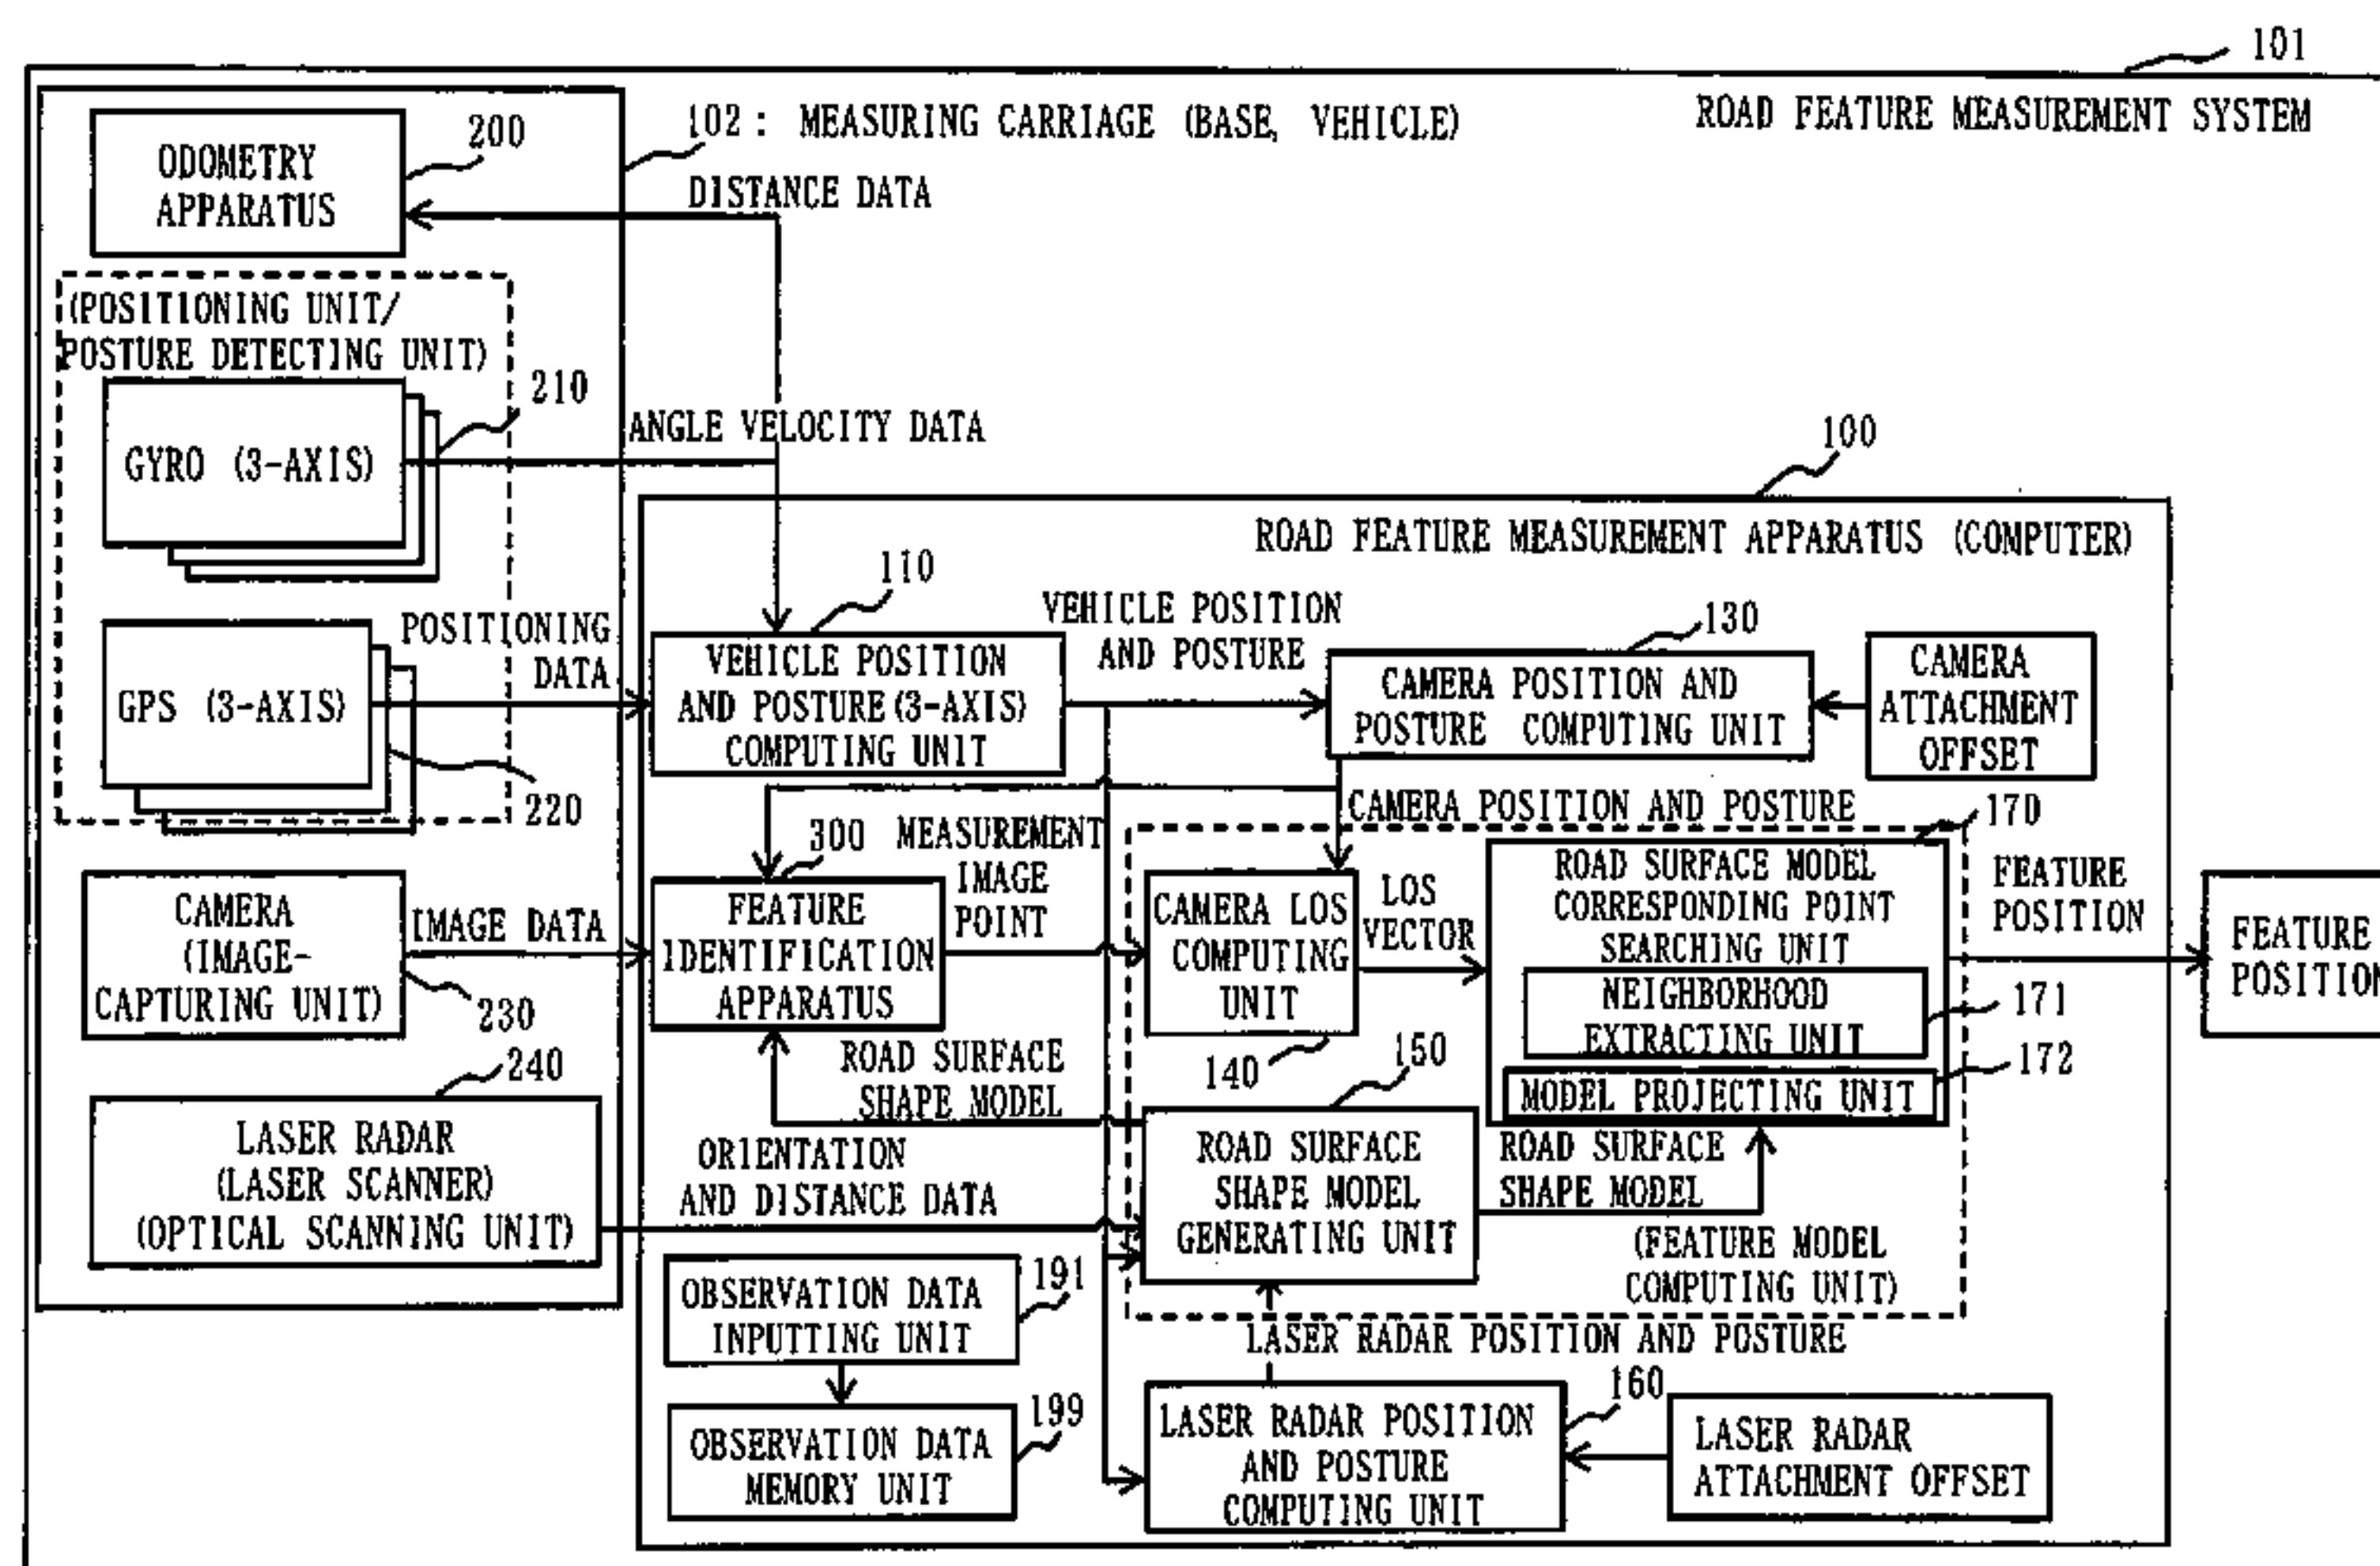 101
ROAD FEATURE MEASUREMENT SYSTEM
102 : MEASURING CARRIAGE (BASE, VEHICLE)
200
ODOMETRY
APPARATUS
DISTANCE DATA
(POSITIONING UNIT/
POSTURE DETECTING UNIT)
210
GYRO (3-AXIS)
ANGLE VELOCITY DATA
100
ROAD FEATURE MEASUREMENT APPARATUS (COMPUTER)
GPS (3-AXIS)
220
POSITIONING
DATA
110
VEHICLE POSITION
AND POSTURE (3-AXIS)
COMPUTING UNIT
VEHICLE POSITION
AND POSTURE
130
CAMERA POSITION AND
POSTURE COMPUTING UNIT
CAMERA
ATTACHMENT
OFFSET
CAMERA POSITION AND POSTURE
CAMERA
(IMAGE-
CAPTURING UNIT)
230
IMAGE DATA
300
FEATURE
IDENTIFICATION
APPARATUS
MEASUREMENT
IMAGE
POINT
CAMERA LOS
COMPUTING
UNIT
140
LOS
VECTOR
170
ROAD SURFACE MODEL
CORRESPONDING POINT
SEARCHING UNIT
NEIGHBORHOOD
EXTRACTING UNIT
171
MODEL PROJECTING UNIT
172
FEATURE
POSITION
FEATURE
POSITION
240
LASER RADAR
(LASER SCANNER)
(OPTICAL SCANNING UNIT)
ROAD SURFACE
SHAPE MODEL
ORIENTATION
AND DISTANCE DATA
150
ROAD SURFACE
SHAPE MODEL
GENERATING UNIT
ROAD SURFACE
SHAPE MODEL
(FEATURE MODEL
COMPUTING UNIT)
191
OBSERVATION DATA
INPUTTING UNIT
199
OBSERVATION DATA
MEMORY UNIT
LASER RADAR POSITION AND POSTURE
160
LASER RADAR POSITION
AND POSTURE
COMPUTING UNIT
LASER RADAR
ATTACHMENT OFFSET